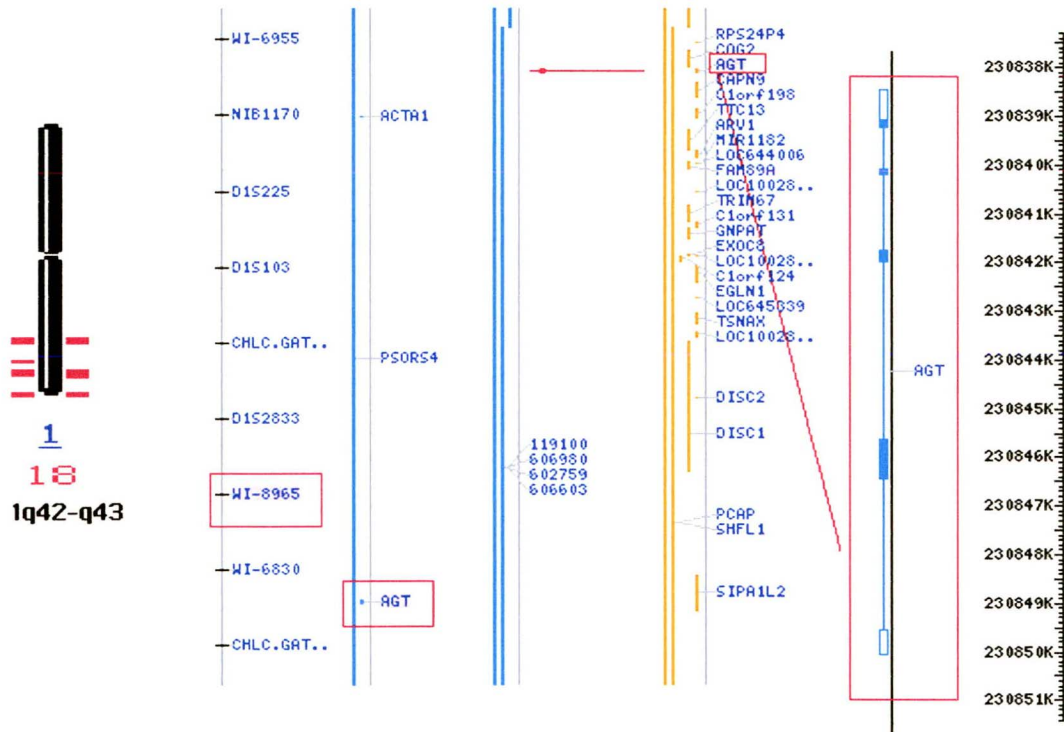 1
18
1q42-q43
WI-6955
NIB1170
D1S225
D1S103
CHLC.GAT..
D1S2833
WI-8965
WI-6830
CHLC.GAT..
ACTA1
PSORS4
AGT
119100
606980
602759
606603
RPS24P4
COG2
AGT
CAPN9
C1orf198
TTC13
ARV1
MIR1182
LOC644006
FAM89A
LOC10028..
TRIM67
C1orf131
GNPAT
EXOC8
LOC10028..
C1orf124
EGLN1
LOC645339
TSNAX
LOC10028..
DISC2
DISC1
PCAP
SHFL1
SIPA1L2
AGT
230838K
230839K
230840K
230841K
230842K
230843K
230844K
230845K
230846K
230847K
230848K
230849K
230850K
230851K